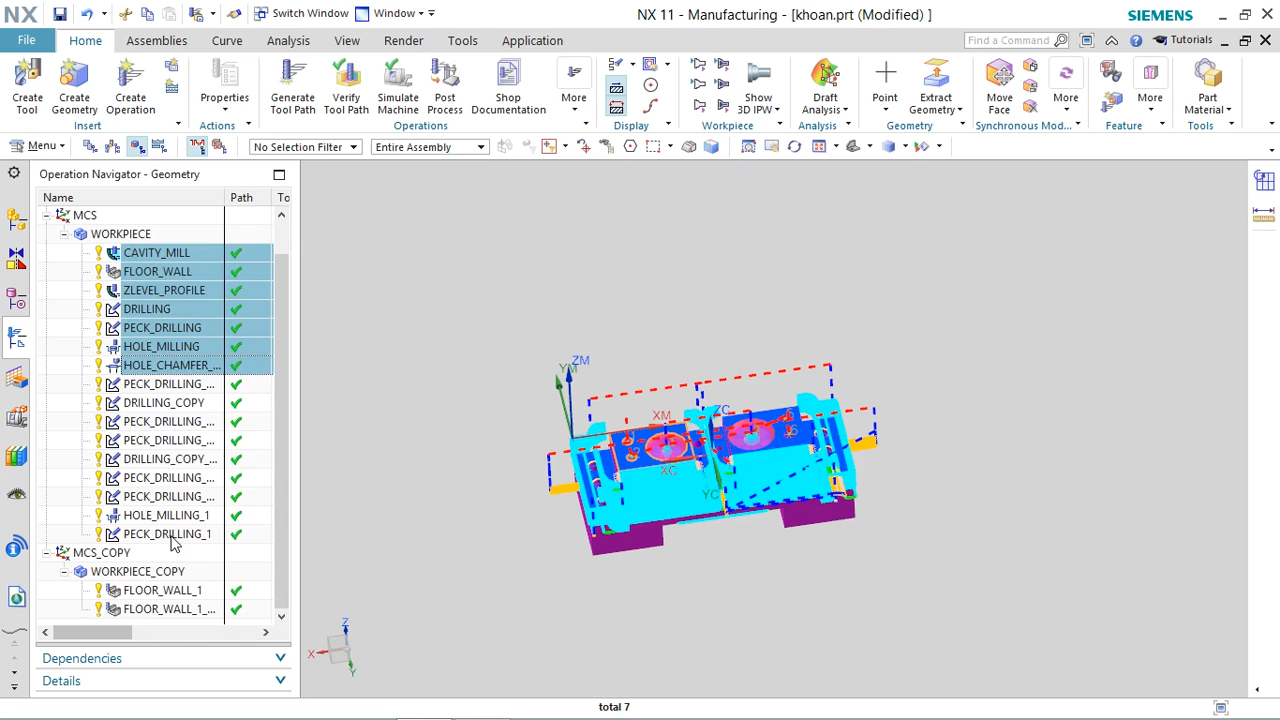 NX
Switch Window
Window
NX 11 - Manufacturing - [khoan.prt (Modified) ]
SIEMENS
File
Home
Assemblies
Curve
Analysis
View
Render
Tools
Application
Find a Command
Tutorials
Create Tool
Create Geometry
Create Operation
Properties
Generate Tool Path
Verify Tool Path
Simulate Machine
Post Process
Shop Documentation
More
Show 3D IPW
Draft Analysis
Point
Extract Geometry
Move Face
More
More
Part Material
Insert
Actions
Operations
Display
Workpiece
Analysis
Geometry
Synchronous Mod...
Feature
Tools
Menu
No Selection Filter
Entire Assembly
Operation Navigator - Geometry
Name
Path
To
MCS
WORKPIECE
CAVITY_MILL
FLOOR_WALL
ZLEVEL_PROFILE
DRILLING
PECK_DRILLING
HOLE_MILLING
HOLE_CHAMFER_...
PECK_DRILLING_...
DRILLING_COPY
PECK_DRILLING_...
PECK_DRILLING_...
DRILLING_COPY_...
PECK_DRILLING_...
PECK_DRILLING_...
HOLE_MILLING_1
PECK_DRILLING_1
MCS_COPY
WORKPIECE_COPY
FLOOR_WALL_1
FLOOR_WALL_1_...
Dependencies
Details
ZM
YM
XM
ZC
XC
YC
Z
X
Y
total 7